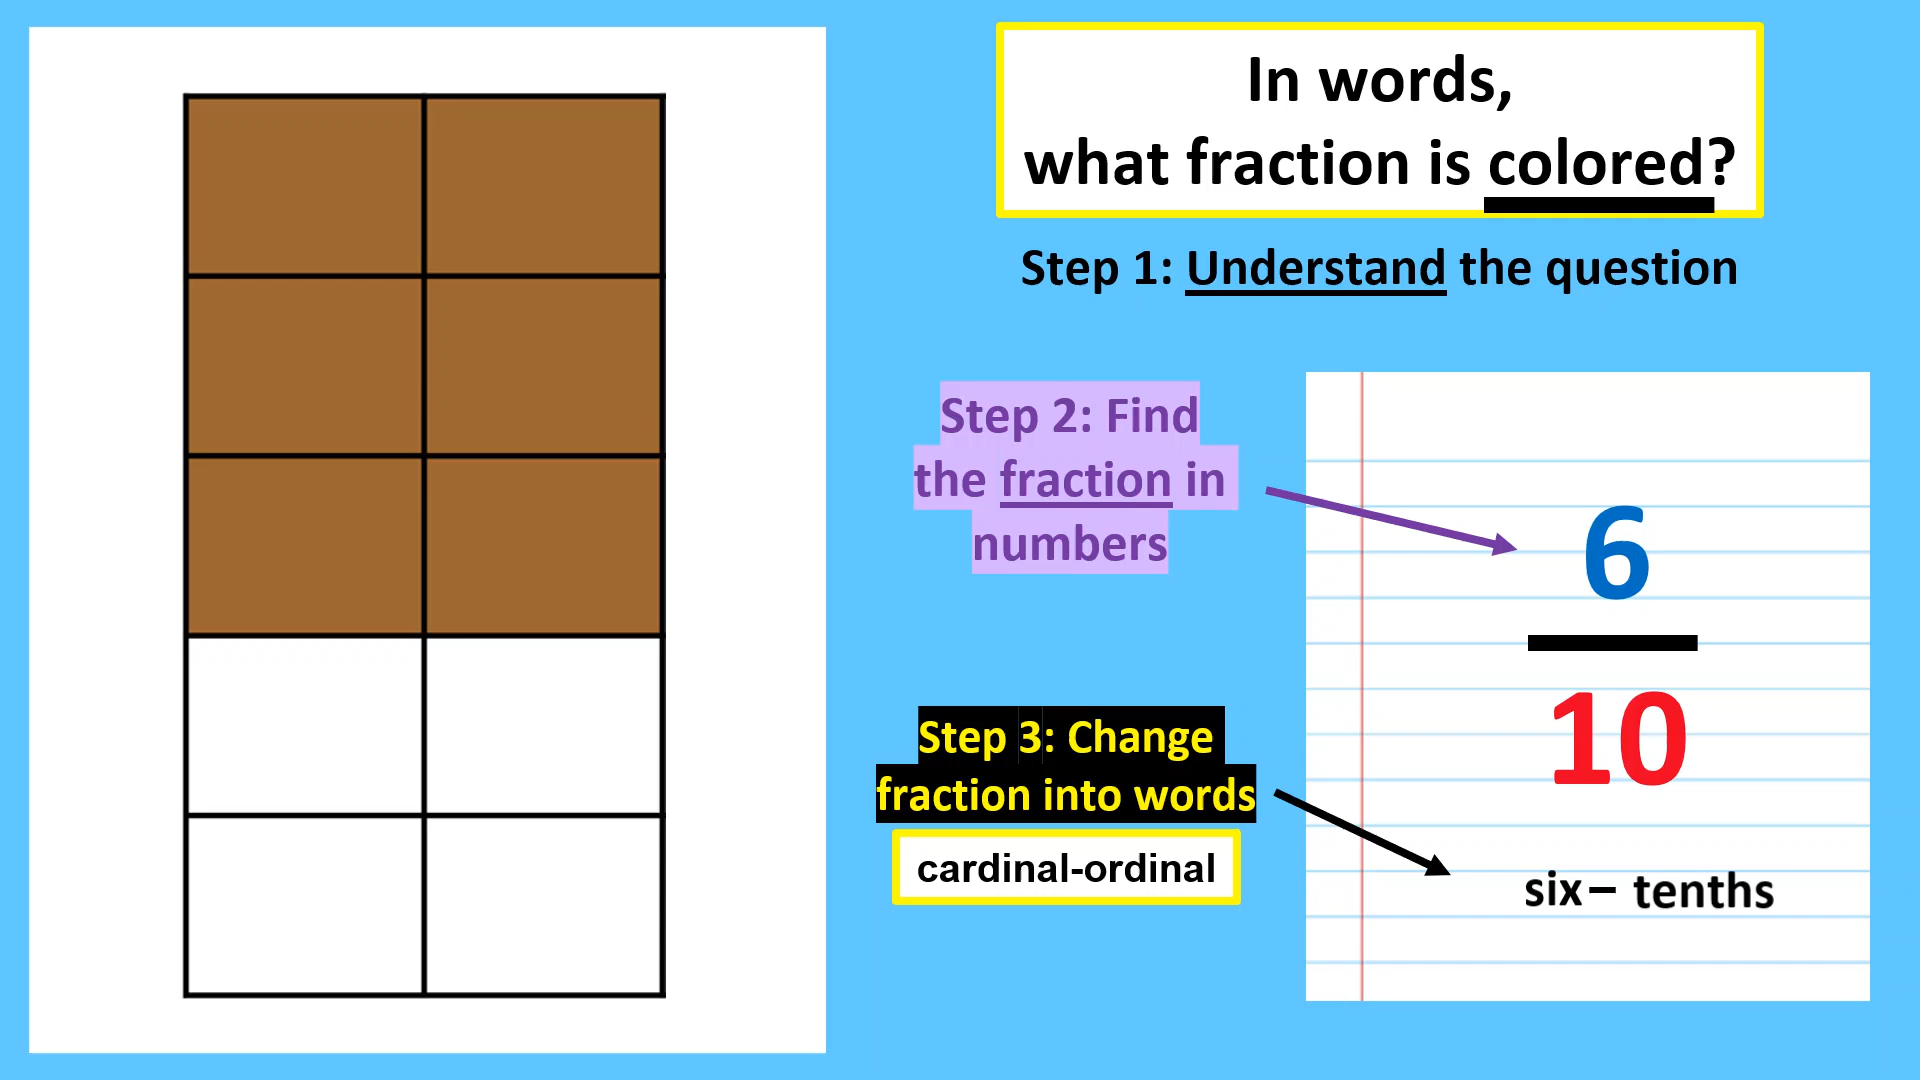 In words,
what fraction is colored?
Step 1: Understand the question
Step 2: Find
the fraction in
numbers
6
10
Step 3: Change
fraction into words
cardinal-ordinal
six– tenths